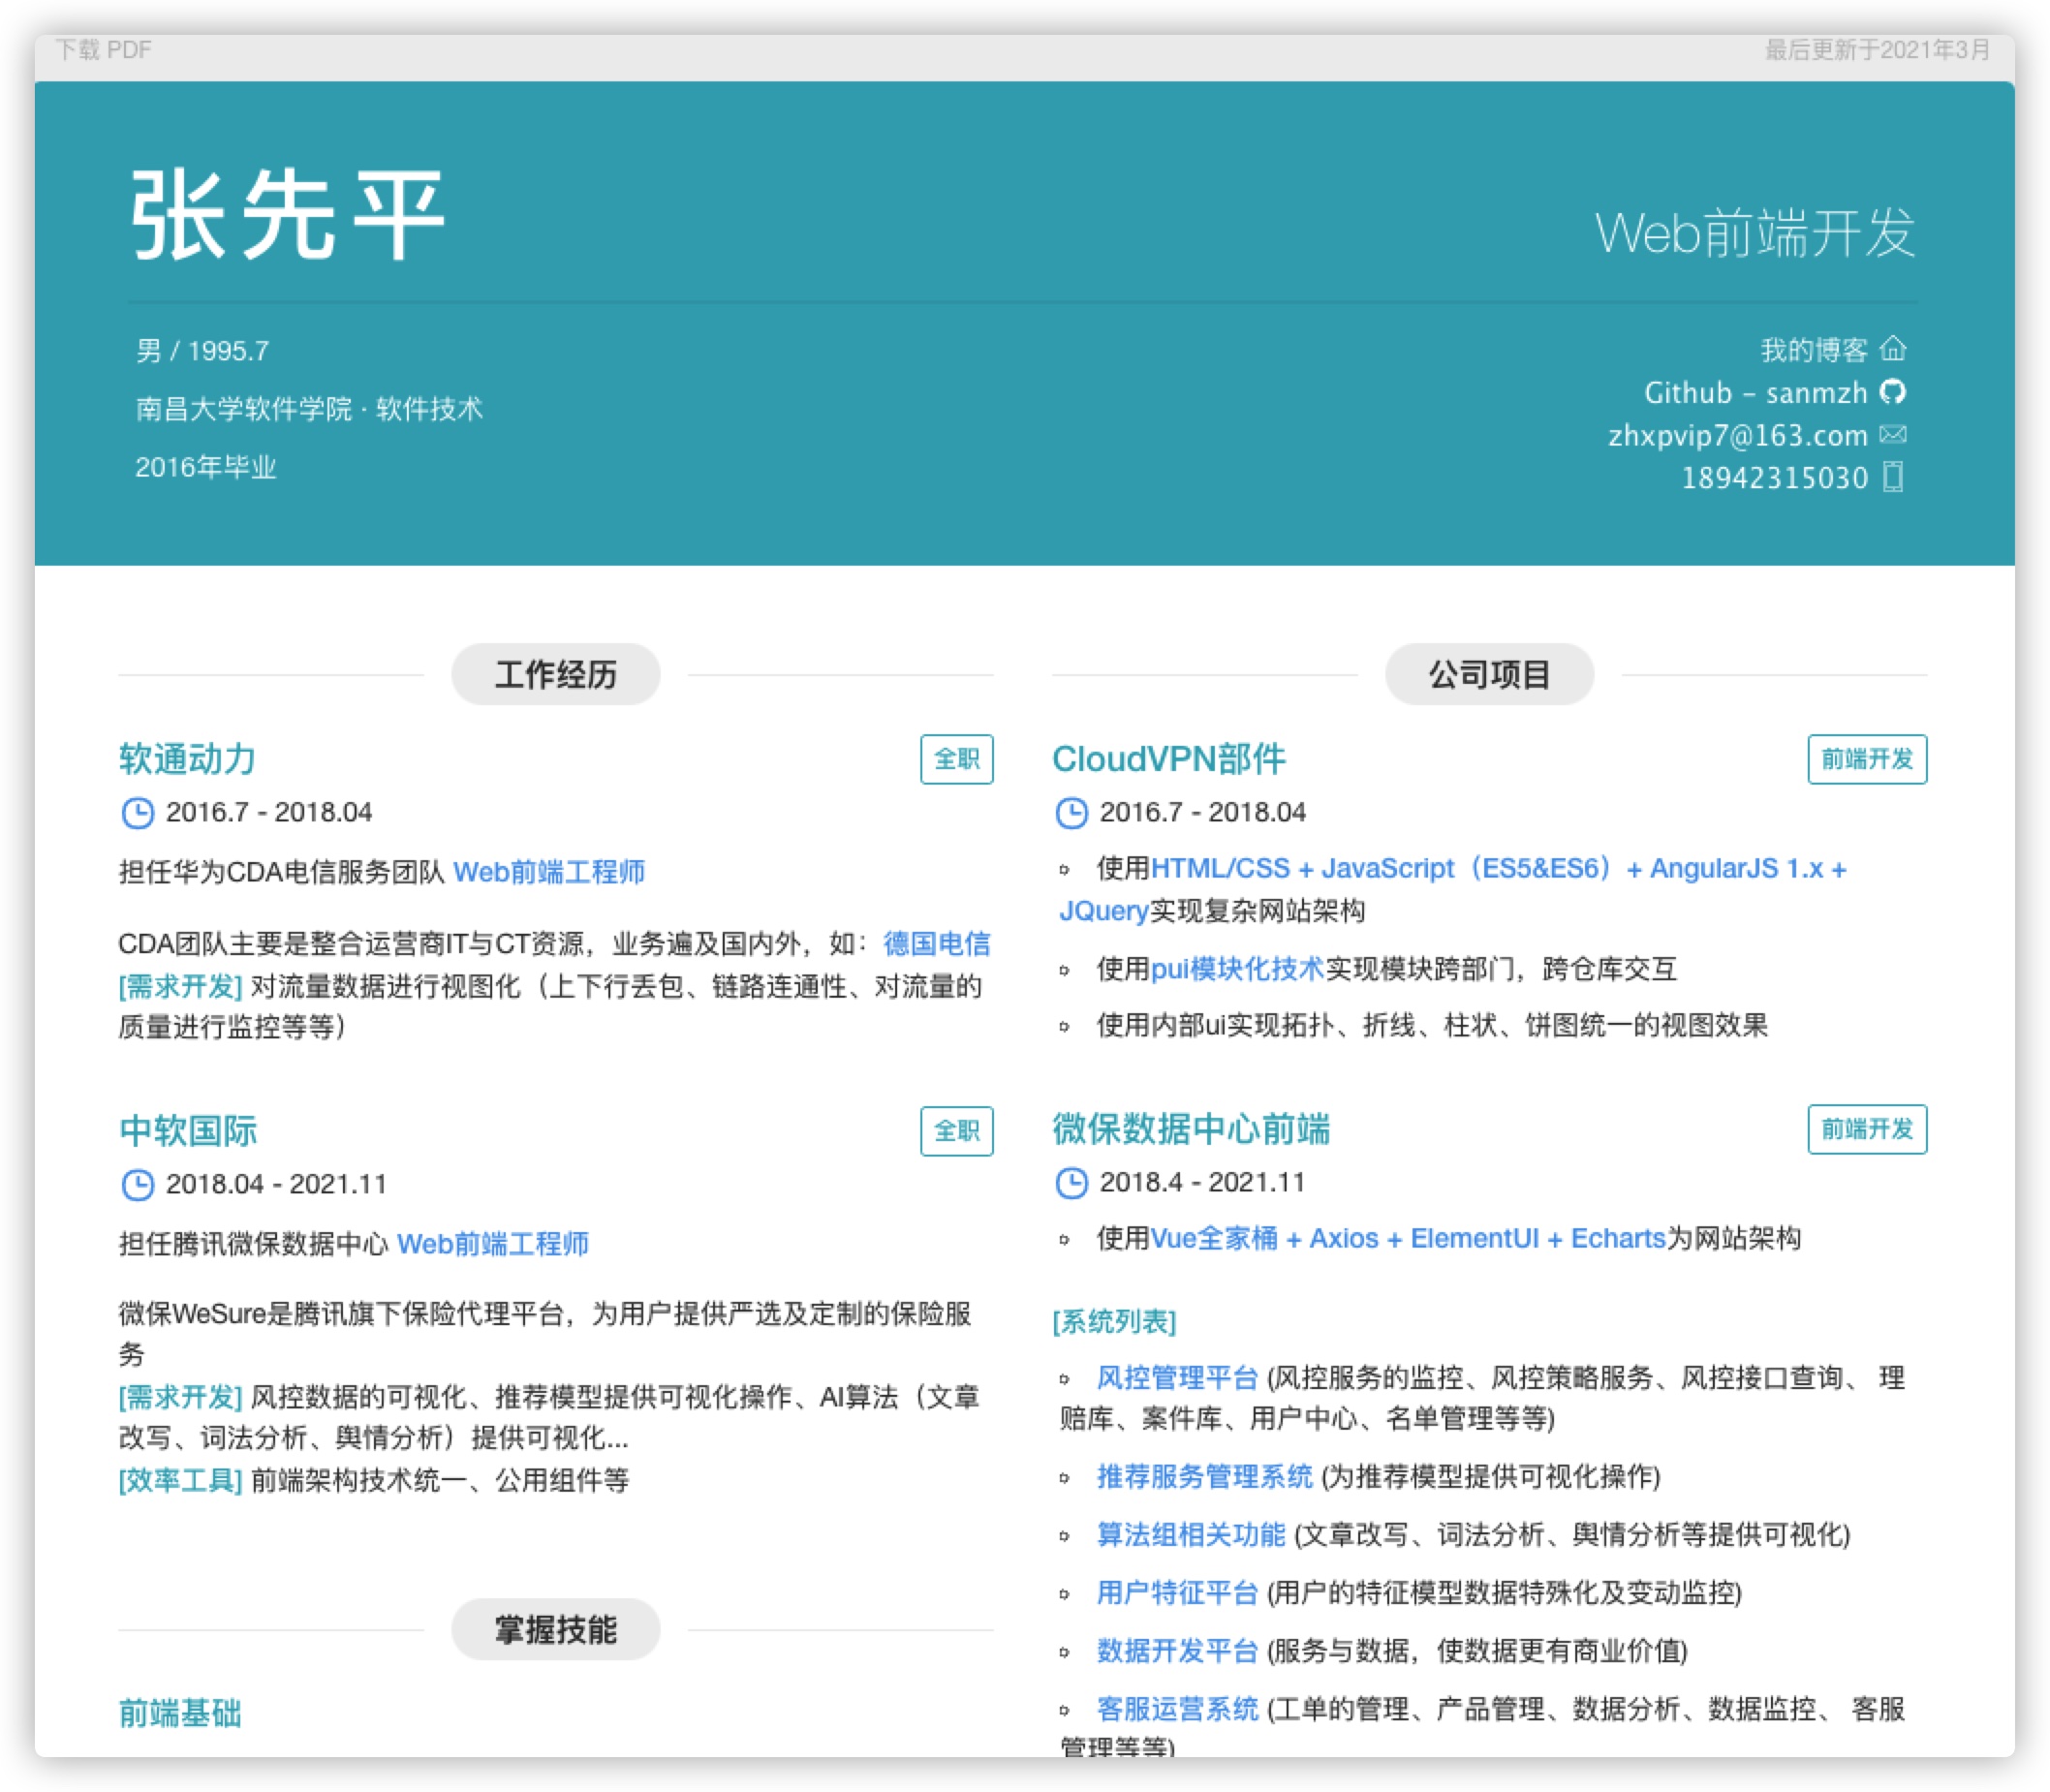 下载 PDF
最后更新于2021年3月
张先平
Web前端开发
男 / 1995.7
南昌大学软件学院 · 软件技术
2016年毕业
我的博客
Github - sanmzh
zhxpvip7@163.com
18942315030
工作经历
软通动力
全职
2016.7 - 2018.04
担任华为CDA电信服务团队 Web前端工程师
CDA团队主要是整合运营商IT与CT资源，业务遍及国内外，如：德国电信
[需求开发] 对流量数据进行视图化（上下行丢包、链路连通性、对流量的
质量进行监控等等）
中软国际
全职
2018.04 - 2021.11
担任腾讯微保数据中心 Web前端工程师
微保WeSure是腾讯旗下保险代理平台，为用户提供严选及定制的保险服
务
[需求开发] 风控数据的可视化、推荐模型提供可视化操作、AI算法（文章
改写、词法分析、舆情分析）提供可视化...
[效率工具] 前端架构技术统一、公用组件等
掌握技能
前端基础
公司项目
CloudVPN部件
前端开发
2016.7 - 2018.04
使用HTML/CSS + JavaScript（ES5&ES6）+ AngularJS 1.x +
JQuery实现复杂网站架构
使用pui模块化技术实现模块跨部门，跨仓库交互
使用内部ui实现拓扑、折线、柱状、饼图统一的视图效果
微保数据中心前端
前端开发
2018.4 - 2021.11
使用Vue全家桶 + Axios + ElementUI + Echarts为网站架构
[系统列表]
风控管理平台 (风控服务的监控、风控策略服务、风控接口查询、 理
赔库、案件库、用户中心、名单管理等等)
推荐服务管理系统 (为推荐模型提供可视化操作)
算法组相关功能 (文章改写、词法分析、舆情分析等提供可视化)
用户特征平台 (用户的特征模型数据特殊化及变动监控)
数据开发平台 (服务与数据，使数据更有商业价值)
客服运营系统 (工单的管理、产品管理、数据分析、数据监控、 客服
管理等等)